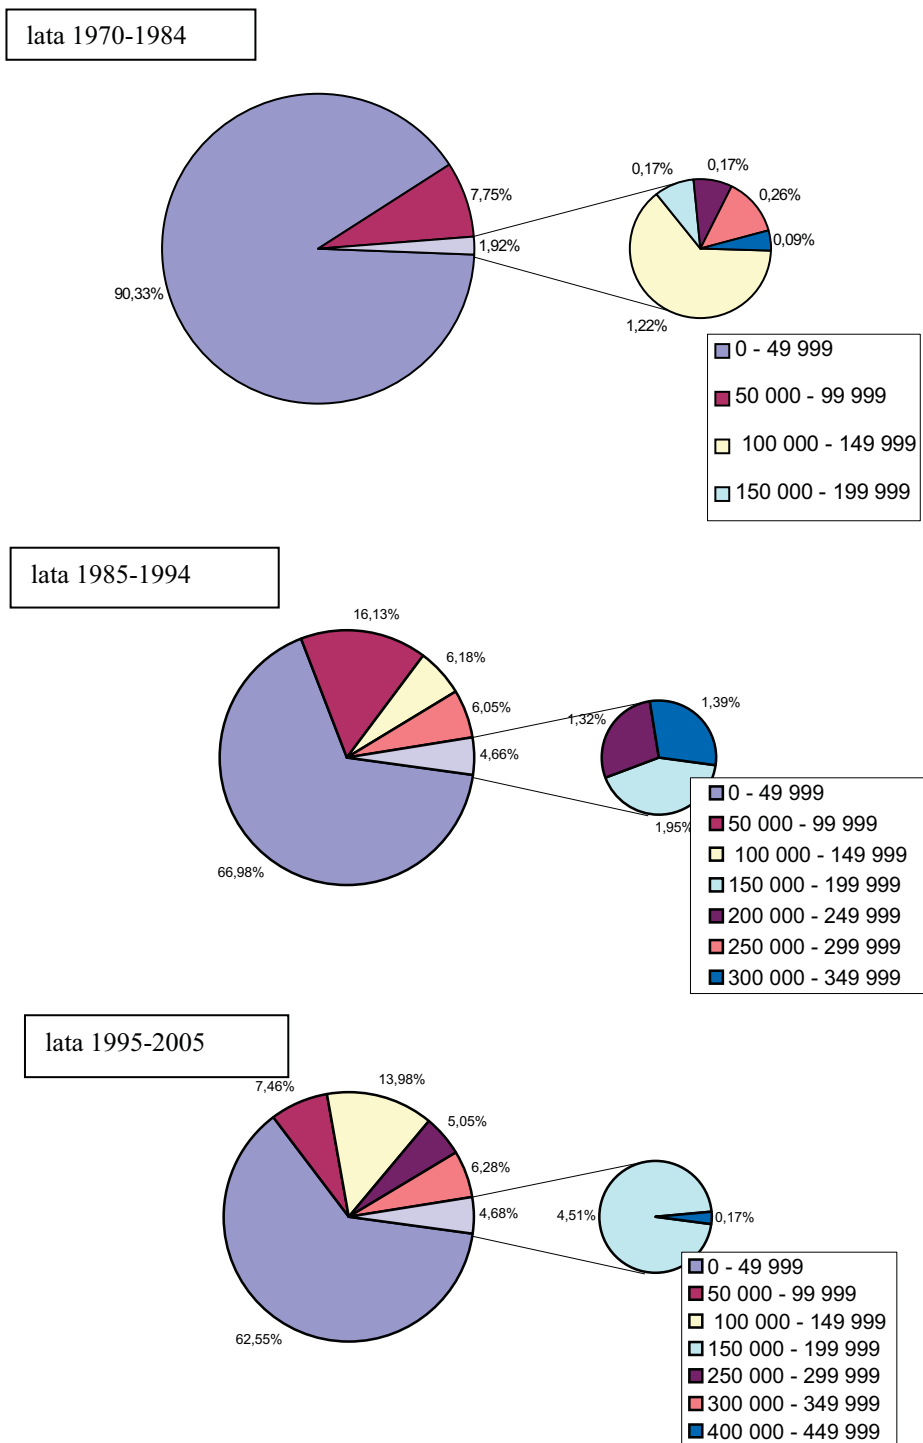 lata 1970-1984
0,17%
0,17%
0,26%
7,75%
1,92%
0,09%
90,33%
1,22%
0 - 49 999
50 000 - 99 999
100 000 - 149 999
150 000 - 199 999
lata 1985-1994
16,13%
6,18%
6,05%
1,32%
1,39%
4,66%
1,95%
66,98%
0 - 49 999
50 000 - 99 999
100 000 - 149 999
150 000 - 199 999
200 000 - 249 999
250 000 - 299 999
300 000 - 349 999
lata 1995-2005
7,46%
13,98%
5,05%
6,28%
4,68%
4,51%
0,17%
62,55%
0 - 49 999
50 000 - 99 999
100 000 - 149 999
150 000 - 199 999
250 000 - 299 999
300 000 - 349 999
400 000 - 449 999